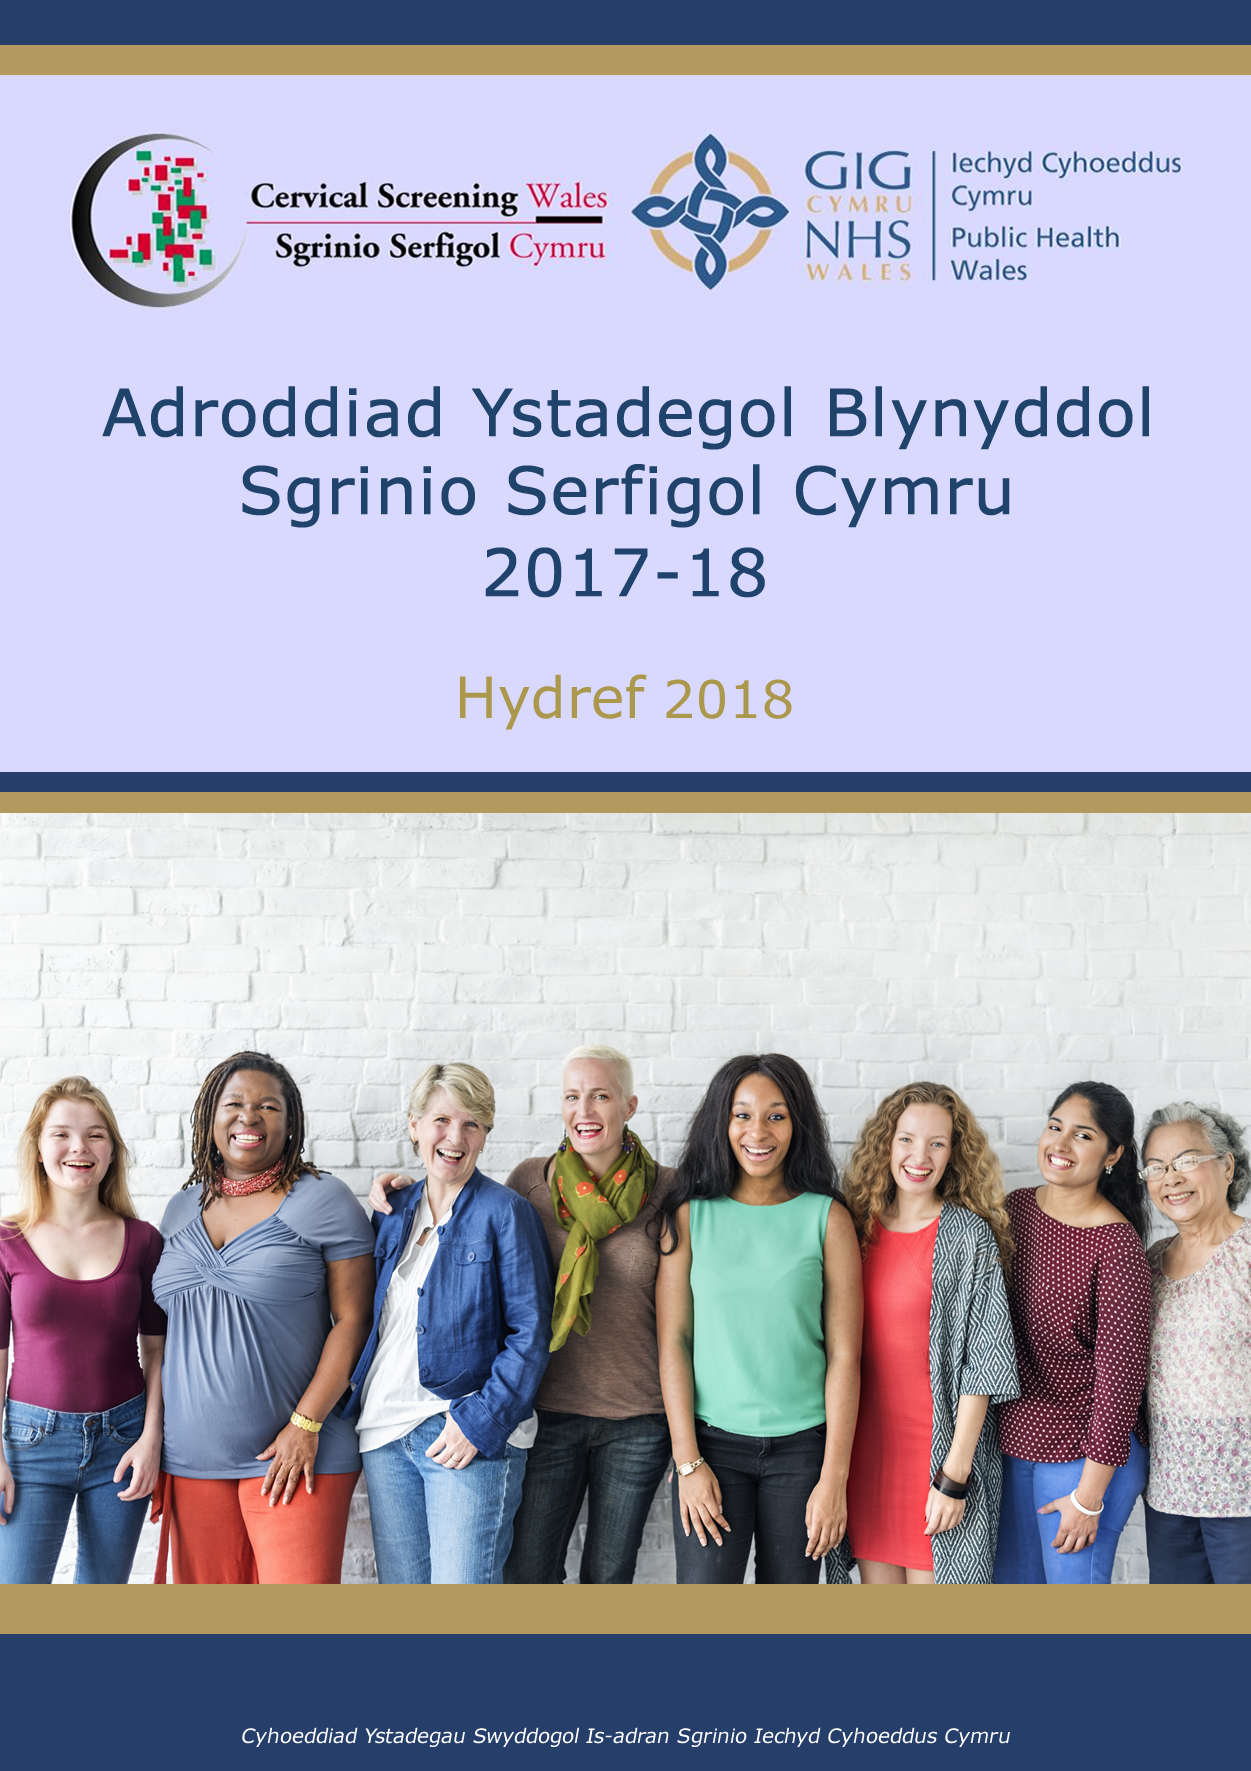 Cervical Screening Wales
Sgrinio Serfigol Cymru
GIG
CYMRU
NHS
WALES
Iechyd Cyhoeddus
Cymru
Public Health
Wales
Adroddiad Ystadegol Blynyddol
Sgrinio Serfigol Cymru
2017-18
Hydref 2018
Cyhoeddiad Ystadegau Swyddogol Is-adran Sgrinio Iechyd Cyhoeddus Cymru